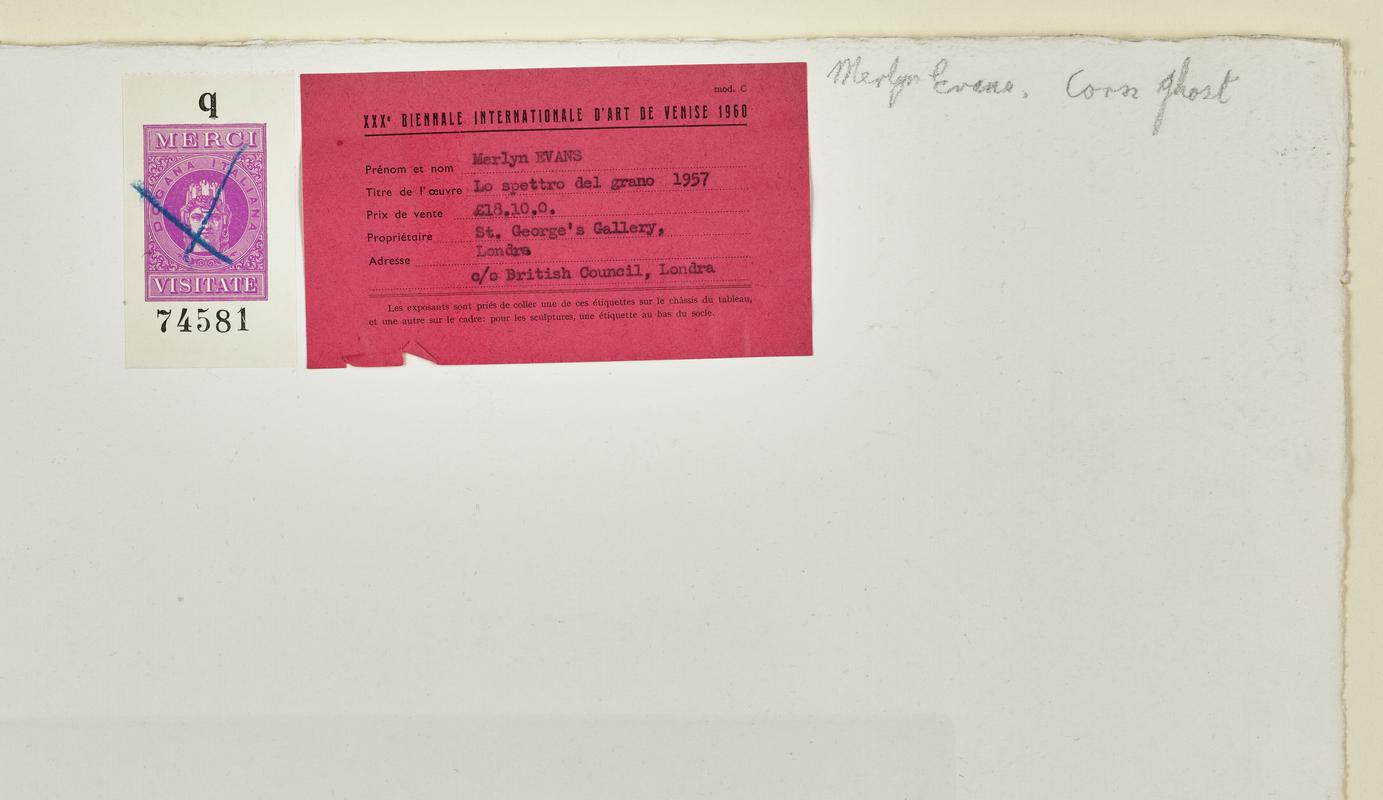 q
MERCI
DOGANA ITALIANA
VISITATE
74581
mod. C
XXXe BIENNALE INTERNATIONALE D'ART DE VENISE 1960
Prénom et nom Merlyn EVANS
Titre de l'œuvre Lo spettro del grano 1957
Prix de vente £18.10.0.
Propriétaire St. George's Gallery,
Londra
Adresse
c/o British Council, Londra
Les exposants sont priés de coller une de ces étiquettes sur le châssis du tableau,
et une autre sur le cadre: pour les sculptures, une étiquette au bas du socle.
Merlyn Evans. Corn Ghost